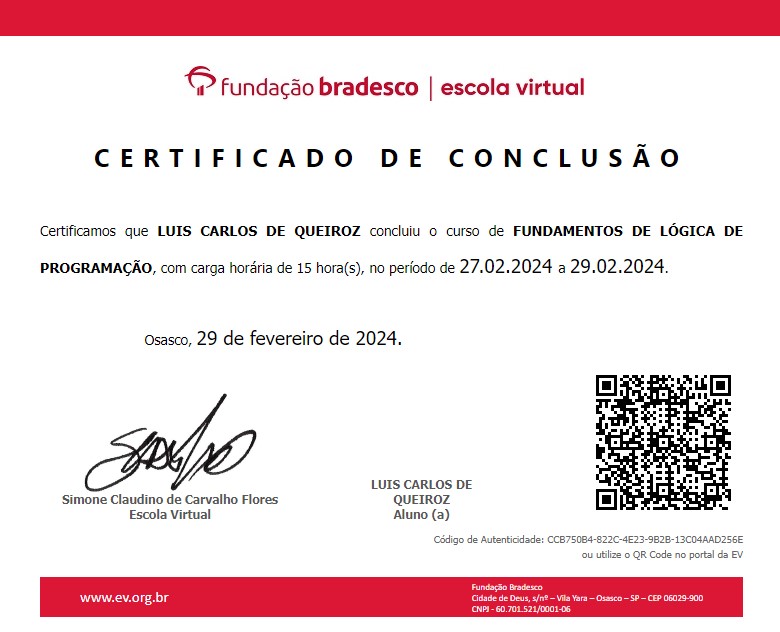 fundação bradesco | escola virtual
CERTIFICADO DE CONCLUSÃO
Certificamos que LUIS CARLOS DE QUEIROZ concluiu o curso de FUNDAMENTOS DE LÓGICA DE
PROGRAMAÇÃO, com carga horária de 15 hora(s), no período de 27.02.2024 a 29.02.2024.
Osasco, 29 de fevereiro de 2024.
Simone Claudino de Carvalho Flores
Escola Virtual
LUIS CARLOS DE
QUEIROZ
Aluno (a)
Código de Autenticidade: CCB750B4-822C-4E23-9B2B-13C04AAD256E
ou utilize o QR Code no portal da EV
www.ev.org.br
Fundação Bradesco
Cidade de Deus, s/nº – Vila Yara – Osasco – SP – CEP 06029-900
CNPJ - 60.701.521/0001-06